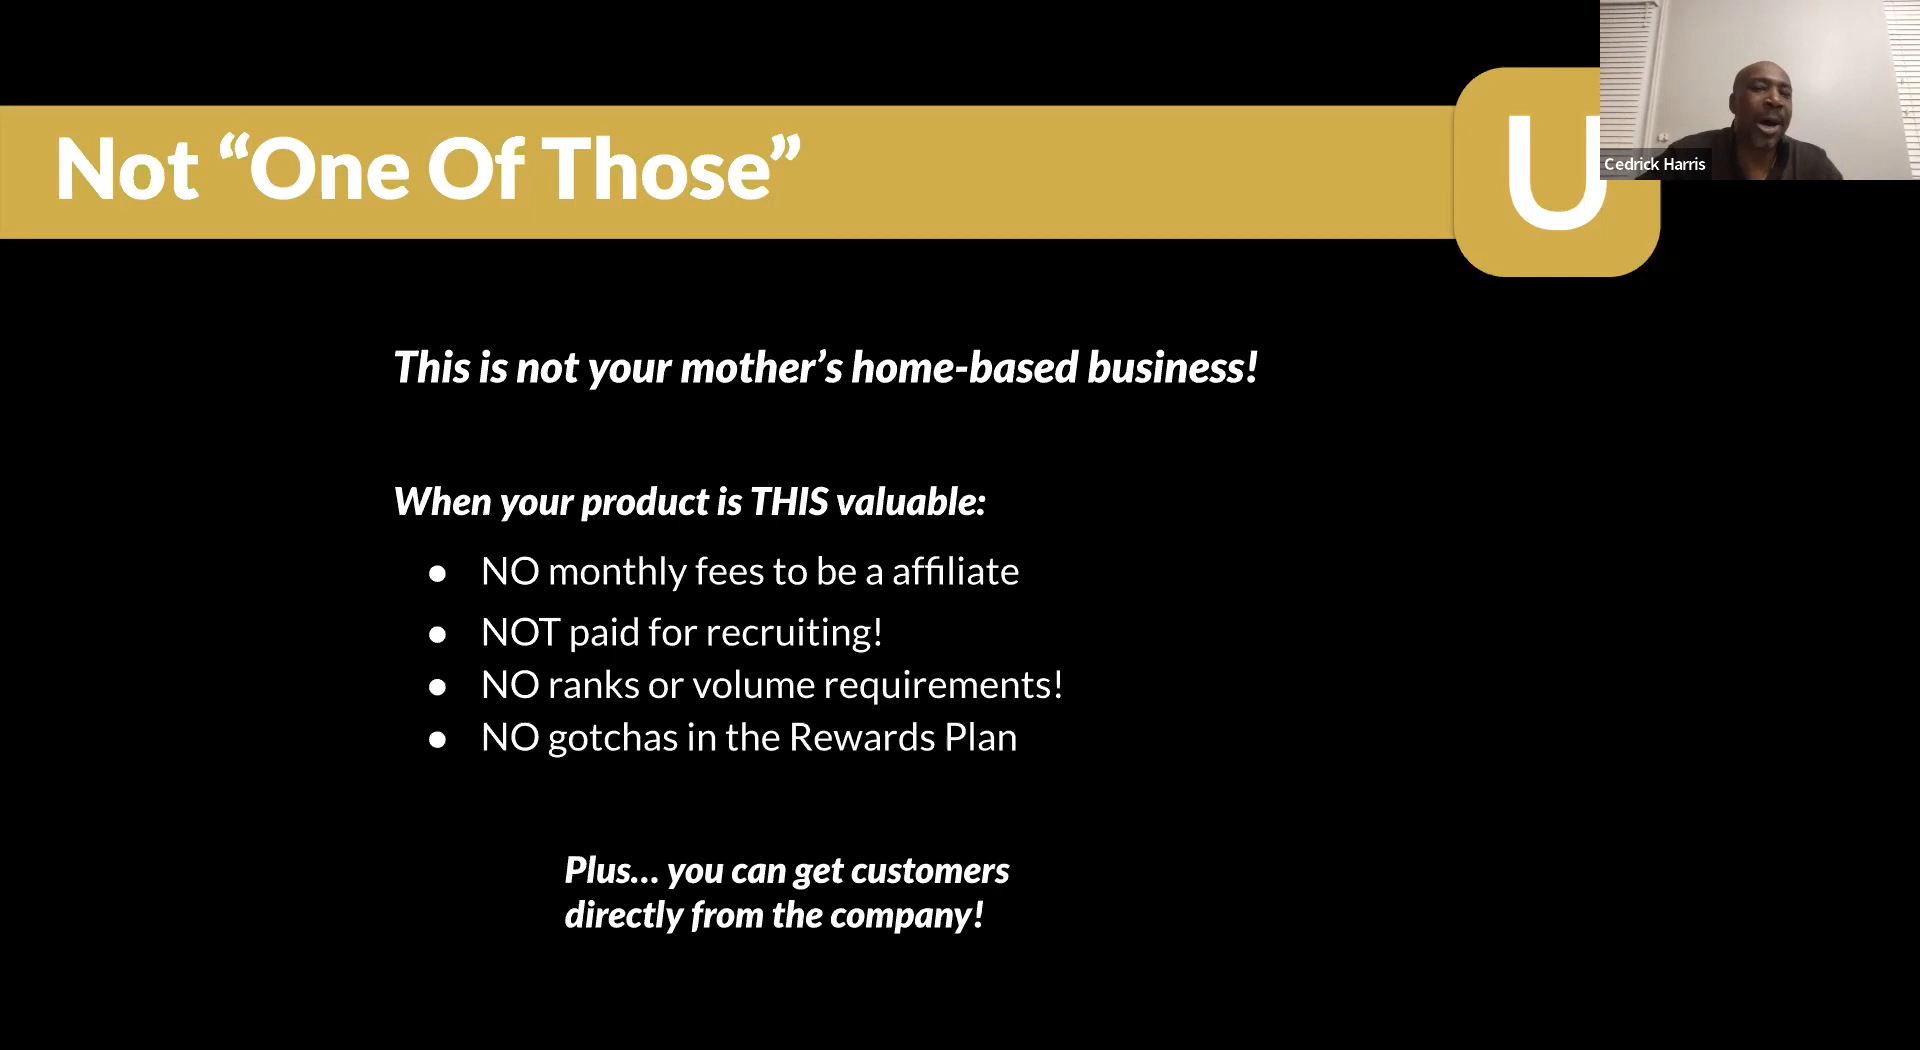 Not “One Of Those”
U
Cedrick Harris
This is not your mother’s home-based business!
When your product is THIS valuable:
● NO monthly fees to be a affiliate
● NOT paid for recruiting!
● NO ranks or volume requirements!
● NO gotchas in the Rewards Plan
Plus... you can get customers
directly from the company!